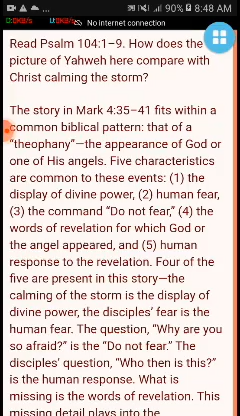 90% 8:48 AM
0:0KB/s U:0KB/s No internet connection
Read Psalm 104:1–9. How does the
picture of Yahweh here compare with
Christ calming the storm?
The story in Mark 4:35–41 fits within a
common biblical pattern: that of a
“theophany”—the appearance of God or
one of His angels. Five characteristics
are common to these events: (1) the
display of divine power, (2) human fear,
(3) the command “Do not fear,” (4) the
words of revelation for which God or
the angel appeared, and (5) human
response to the revelation. Four of the
five are present in this story—the
calming of the storm is the display of
divine power, the disciples’ fear is the
human fear. The question, “Why are you
so afraid?” is the “Do not fear.” The
disciples’ question, “Who then is this?”
is the human response. What is
missing is the words of revelation. This
missing detail plays into the